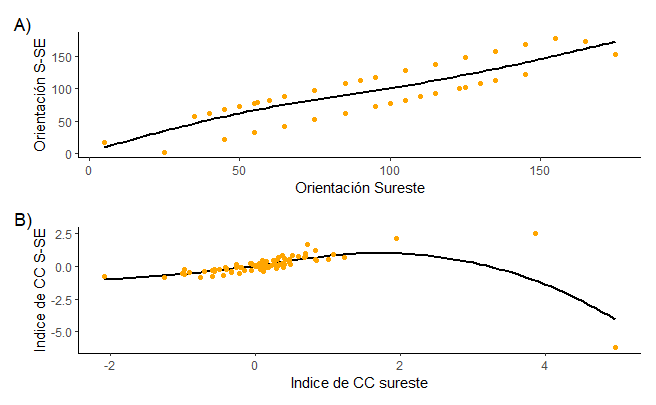 A)
Orientación S-SE
150
100
50
0
0
50
100
150
Orientación Sureste
B)
Indice de CC S-SE
2.5
0.0
-2.5
-5.0
-2
0
2
4
Indice de CC sureste